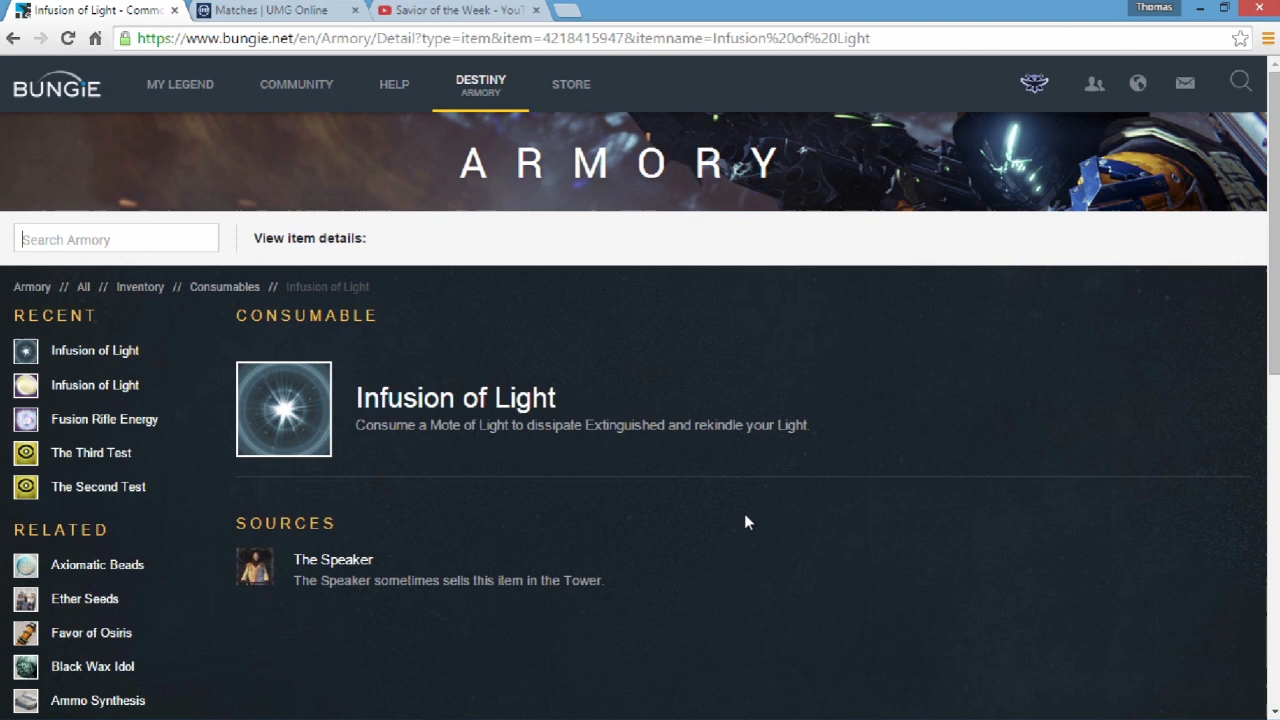 Infusion of Light - Commo
Matches | UMG Online
Savior of the Week - YouT
Thomas
https://www.bungie.net/en/Armory/Detail?type=item&item=4218415947&itemname=Infusion%20of%20Light
BUNGIE
MY LEGEND
COMMUNITY
HELP
DESTINY
ARMORY
STORE
ARMORY
Search Armory
View item details:
Armory // All // Inventory // Consumables // Infusion of Light
RECENT
Infusion of Light
Infusion of Light
Fusion Rifle Energy
The Third Test
The Second Test
RELATED
Axiomatic Beads
Ether Seeds
Favor of Osiris
Black Wax Idol
Ammo Synthesis
CONSUMABLE
Infusion of Light
Consume a Mote of Light to dissipate Extinguished and rekindle your Light.
SOURCES
The Speaker
The Speaker sometimes sells this item in the Tower.